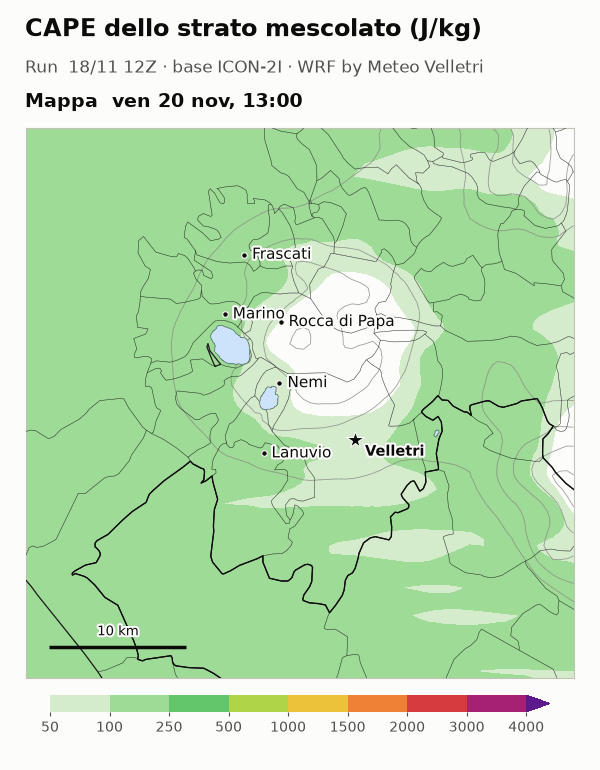 CAPE dello strato mescolato (J/kg)
Run  18/11 12Z · base ICON-2I · WRF by Meteo Velletri
Mappa  ven 20 nov, 13:00
Frascati
Marino
Rocca di Papa
Nemi
Velletri
Lanuvio
10 km
50 100 250 500 1000 1500 2000 3000 4000